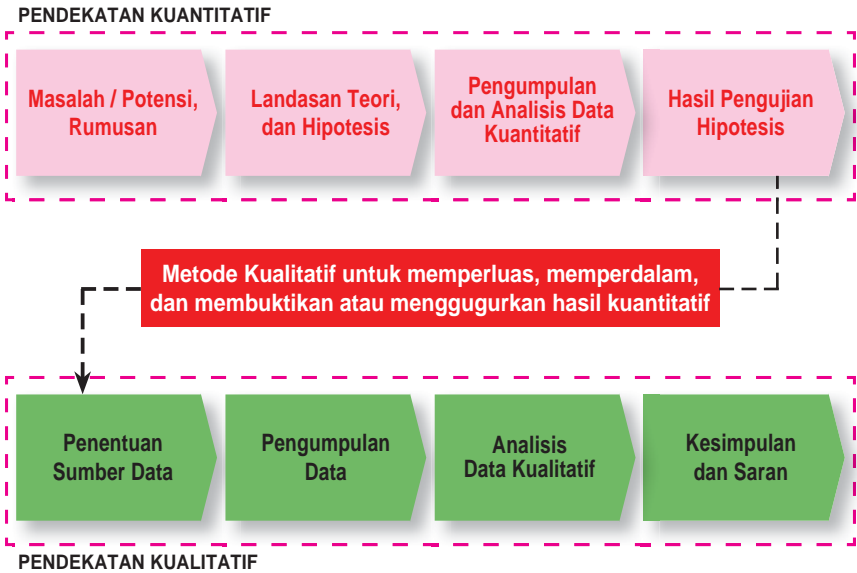 PENDEKATAN KUANTITATIF
Masalah / Potensi,
Rumusan
Landasan Teori,
dan Hipotesis
Pengumpulan
dan Analisis Data
Kuantitatif
Hasil Pengujian
Hipotesis
Metode Kualitatif untuk memperluas, memperdalam,
dan membuktikan atau menggugurkan hasil kuantitatif
Penentuan
Sumber Data
Pengumpulan
Data
Analisis
Data Kualitatif
Kesimpulan
dan Saran
PENDEKATAN KUALITATIF